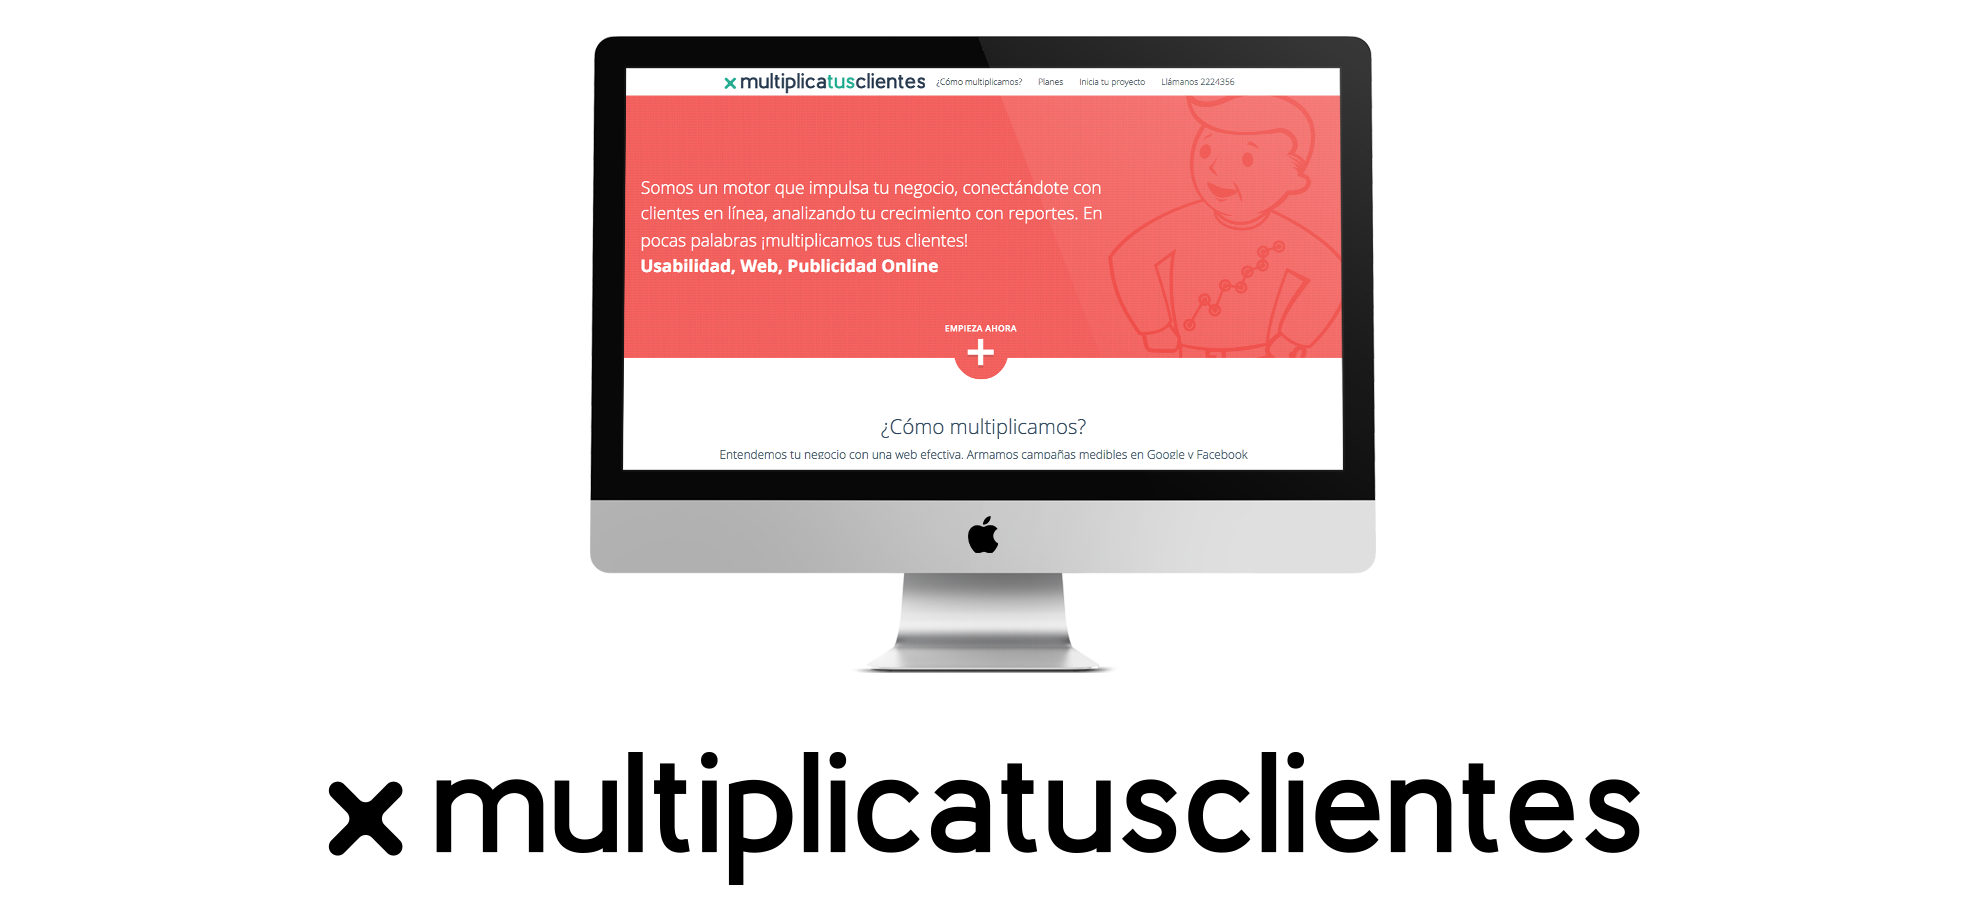 × multiplicatusclientes ¿Cómo multiplicamos? Planes Inicia tu proyecto Llámanos 2224356
Somos un motor que impulsa tu negocio, conectándote con
clientes en línea, analizando tu crecimiento con reportes. En
pocas palabras ¡multiplicamos tus clientes!
Usabilidad, Web, Publicidad Online
EMPIEZA AHORA
+
¿Cómo multiplicamos?
Entendemos tu negocio con una web efectiva. Armamos campañas medibles en Google y Facebook
× multiplicatusclientes